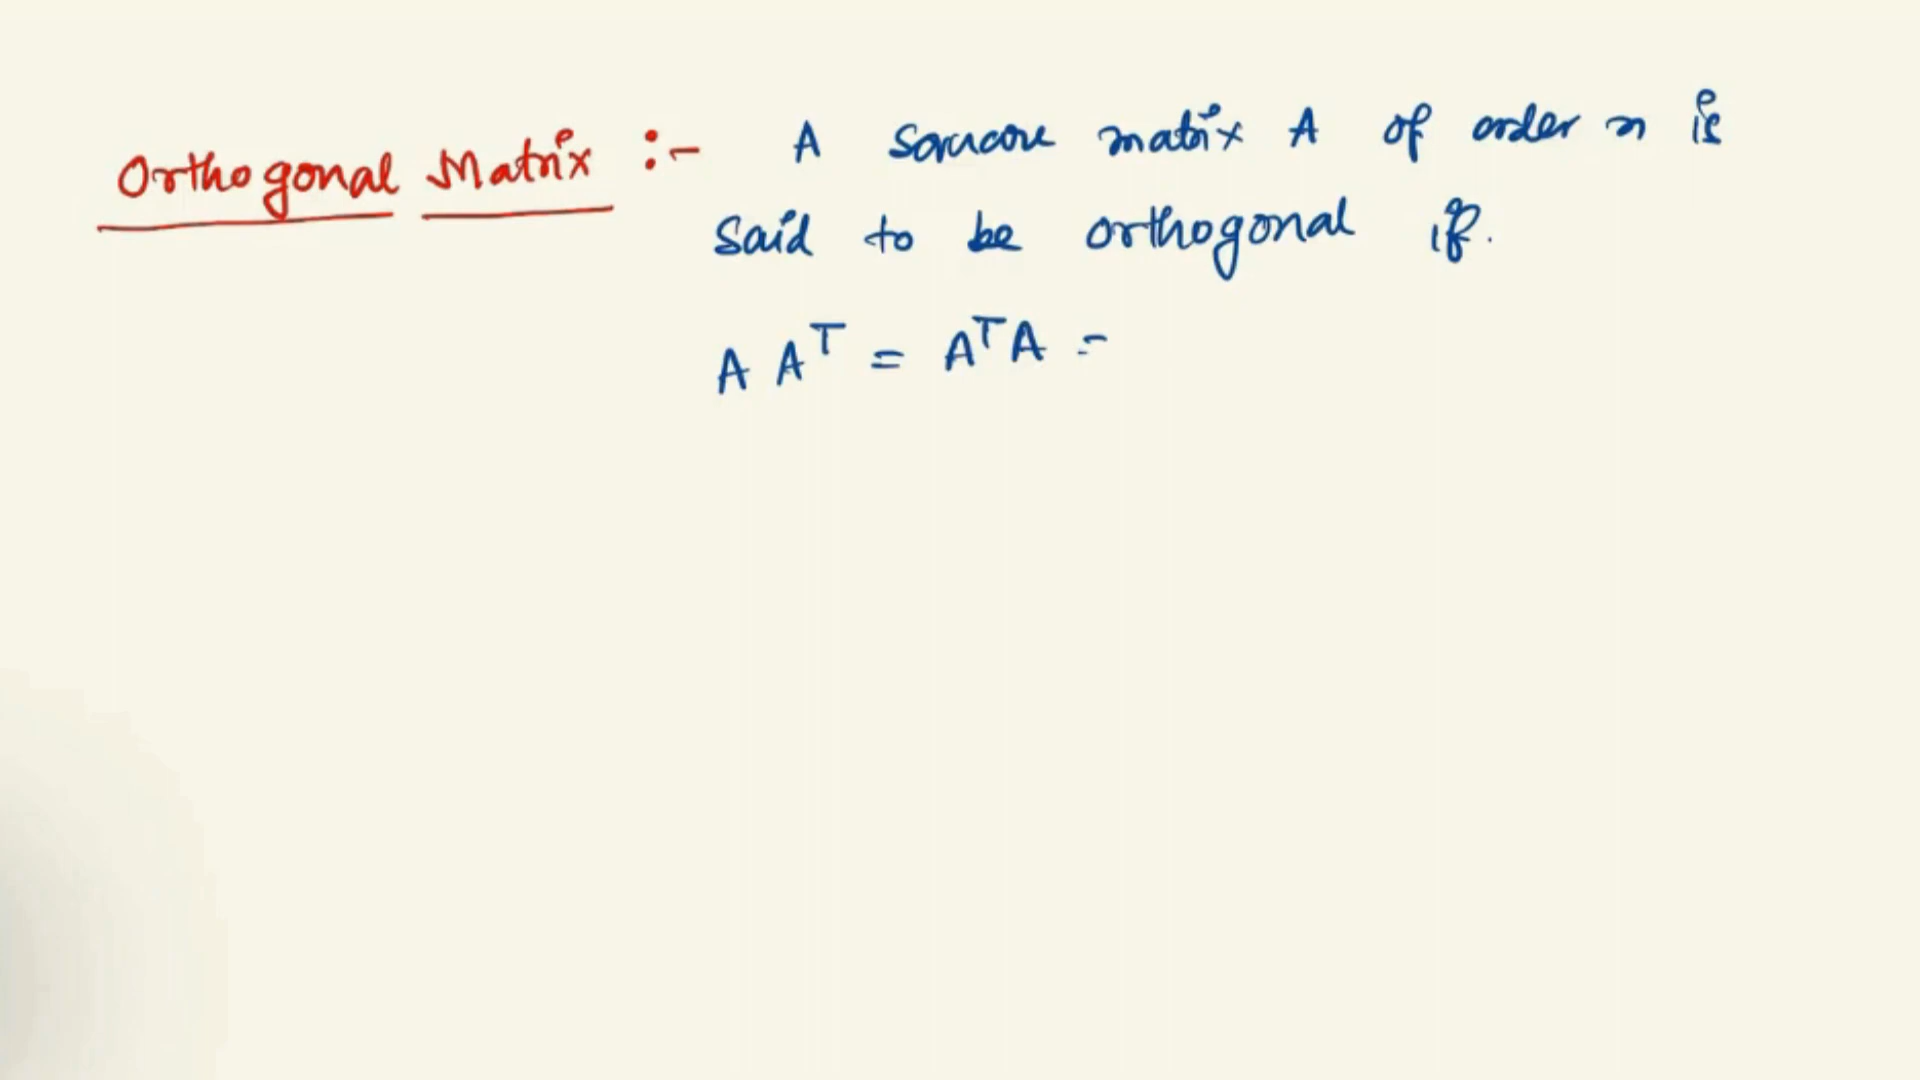 Orthogonal Matrix :- A square matrix A of order n is
said to be orthogonal if.
A A^T = A^T A =